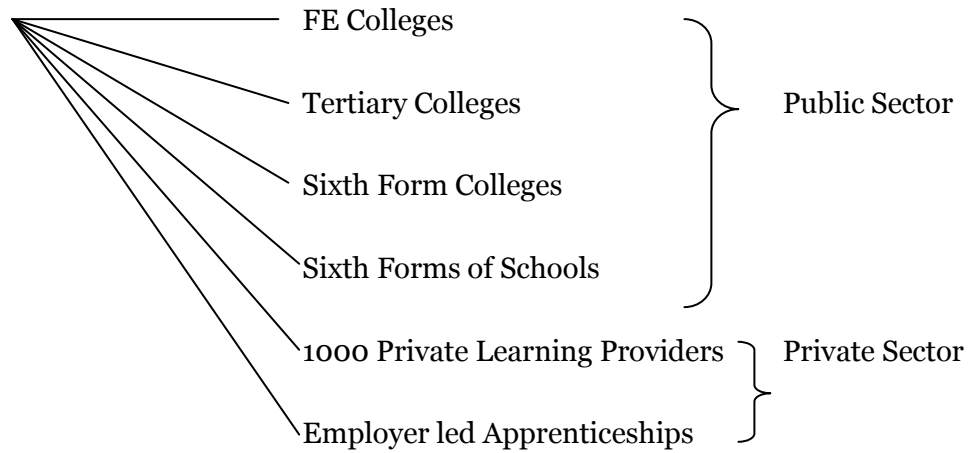 FE Colleges
Tertiary Colleges
Public Sector
Sixth Form Colleges
Sixth Forms of Schools
1000 Private Learning Providers
Private Sector
Employer led Apprenticeships